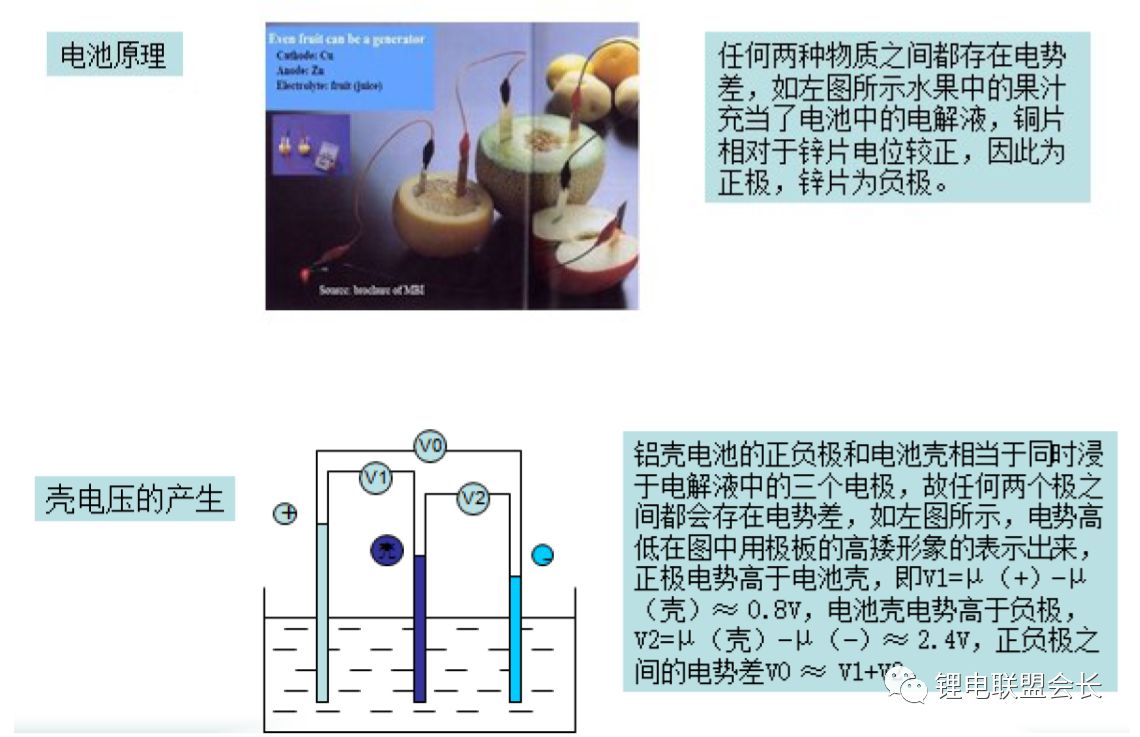 电池原理
Even fruit can be a generator
Cathode: Cu
Anode: Zn
Electrolyte: fruit (juice)
Source: brochure of MBI
任何两种物质之间都存在电势
差，如左图所示水果中的果汁
充当了电池中的电解液，铜片
相对于锌片电位较正，因此为
正极，锌片为负极。
壳电压的产生
V0
V1
V2
+
壳
-
铝壳电池的正负极和电池壳相当于同时浸
于电解液中的三个电极，故任何两个极之
间都会存在电势差，如左图所示，电势高
低在图中用极板的高矮形象的表示出来，
正极电势高于电池壳，即V1=μ（+）-μ
（壳）≈ 0.8V，电池壳电势高于负极，
V2=μ（壳）-μ（-）≈ 2.4V，正负极之
间的电势差V0 ≈ V1+
锂电联盟会长